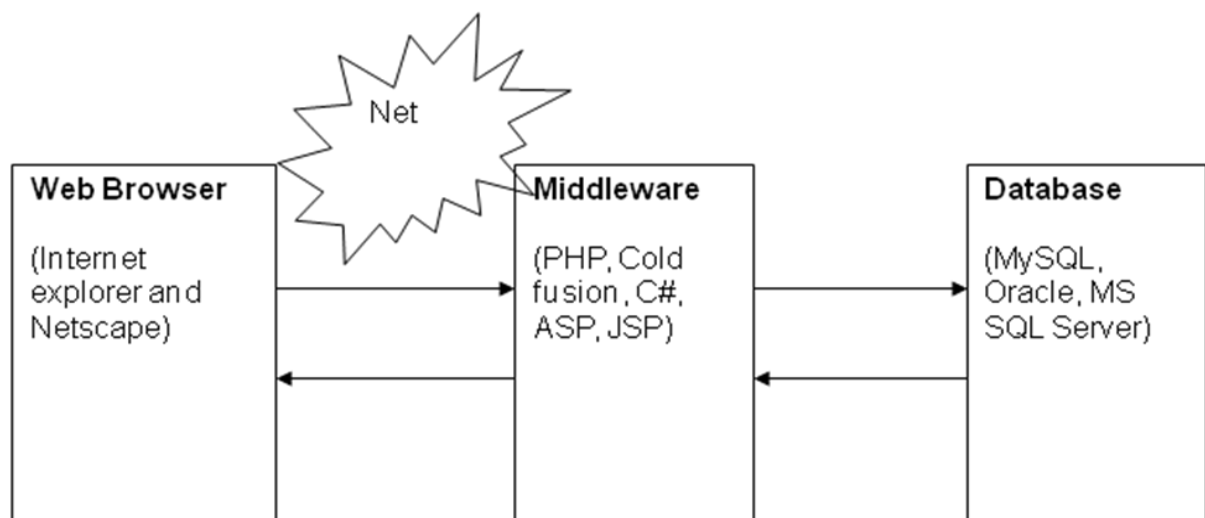 Net
Web Browser
(Internet
explorer and
Netscape)
Middleware
(PHP, Cold
fusion, C#,
ASP, JSP)
Database
(MySQL,
Oracle, MS
SQL Server)